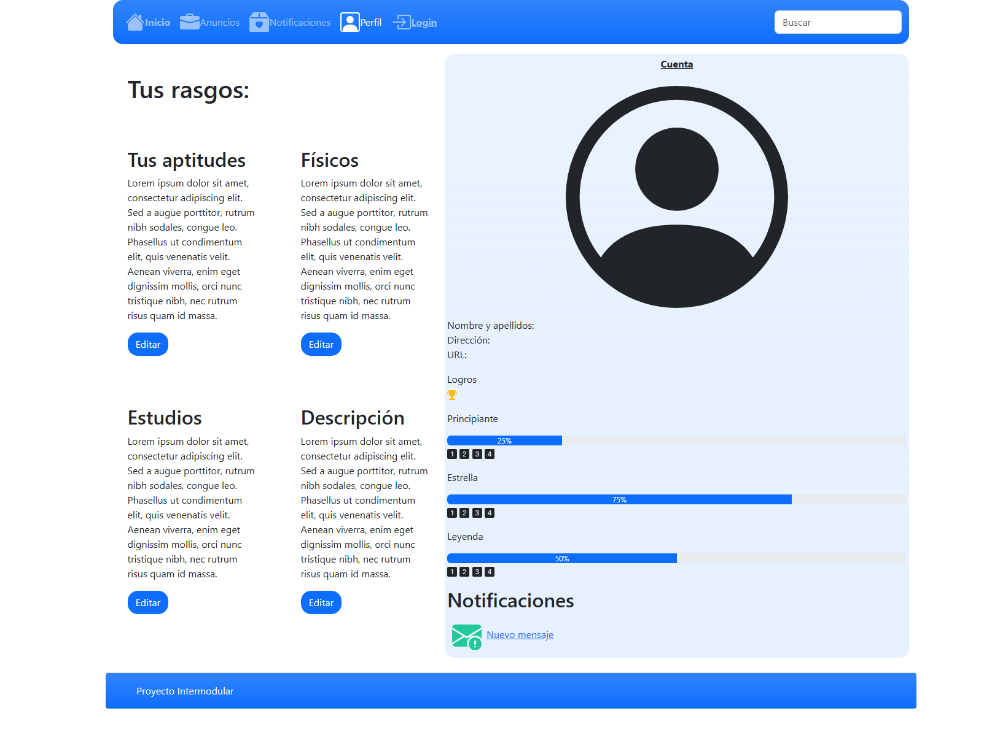 Inicio Anuncios Notificaciones Perfil Login Buscar
Tus rasgos:
Tus aptitudes
Lorem ipsum dolor sit amet,
consectetur adipiscing elit.
Sed a augue porttitor, rutrum
nibh sodales, congue leo.
Phasellus ut condimentum
elit, quis venenatis velit.
Aenean viverra, enim eget
dignissim mollis, orci nunc
tristique nibh, nec rutrum
risus quam id massa.
Editar
Físicos
Lorem ipsum dolor sit amet,
consectetur adipiscing elit.
Sed a augue porttitor, rutrum
nibh sodales, congue leo.
Phasellus ut condimentum
elit, quis venenatis velit.
Aenean viverra, enim eget
dignissim mollis, orci nunc
tristique nibh, nec rutrum
risus quam id massa.
Editar
Estudios
Lorem ipsum dolor sit amet,
consectetur adipiscing elit.
Sed a augue porttitor, rutrum
nibh sodales, congue leo.
Phasellus ut condimentum
elit, quis venenatis velit.
Aenean viverra, enim eget
dignissim mollis, orci nunc
tristique nibh, nec rutrum
risus quam id massa.
Editar
Descripción
Lorem ipsum dolor sit amet,
consectetur adipiscing elit.
Sed a augue porttitor, rutrum
nibh sodales, congue leo.
Phasellus ut condimentum
elit, quis venenatis velit.
Aenean viverra, enim eget
dignissim mollis, orci nunc
tristique nibh, nec rutrum
risus quam id massa.
Editar
Cuenta
Nombre y apellidos:
Dirección:
URL:
Logros
Principiante
25%
1 2 3 4
Estrella
75%
1 2 3 4
Leyenda
50%
1 2 3 4
Notificaciones
Nuevo mensaje
Proyecto Intermodular